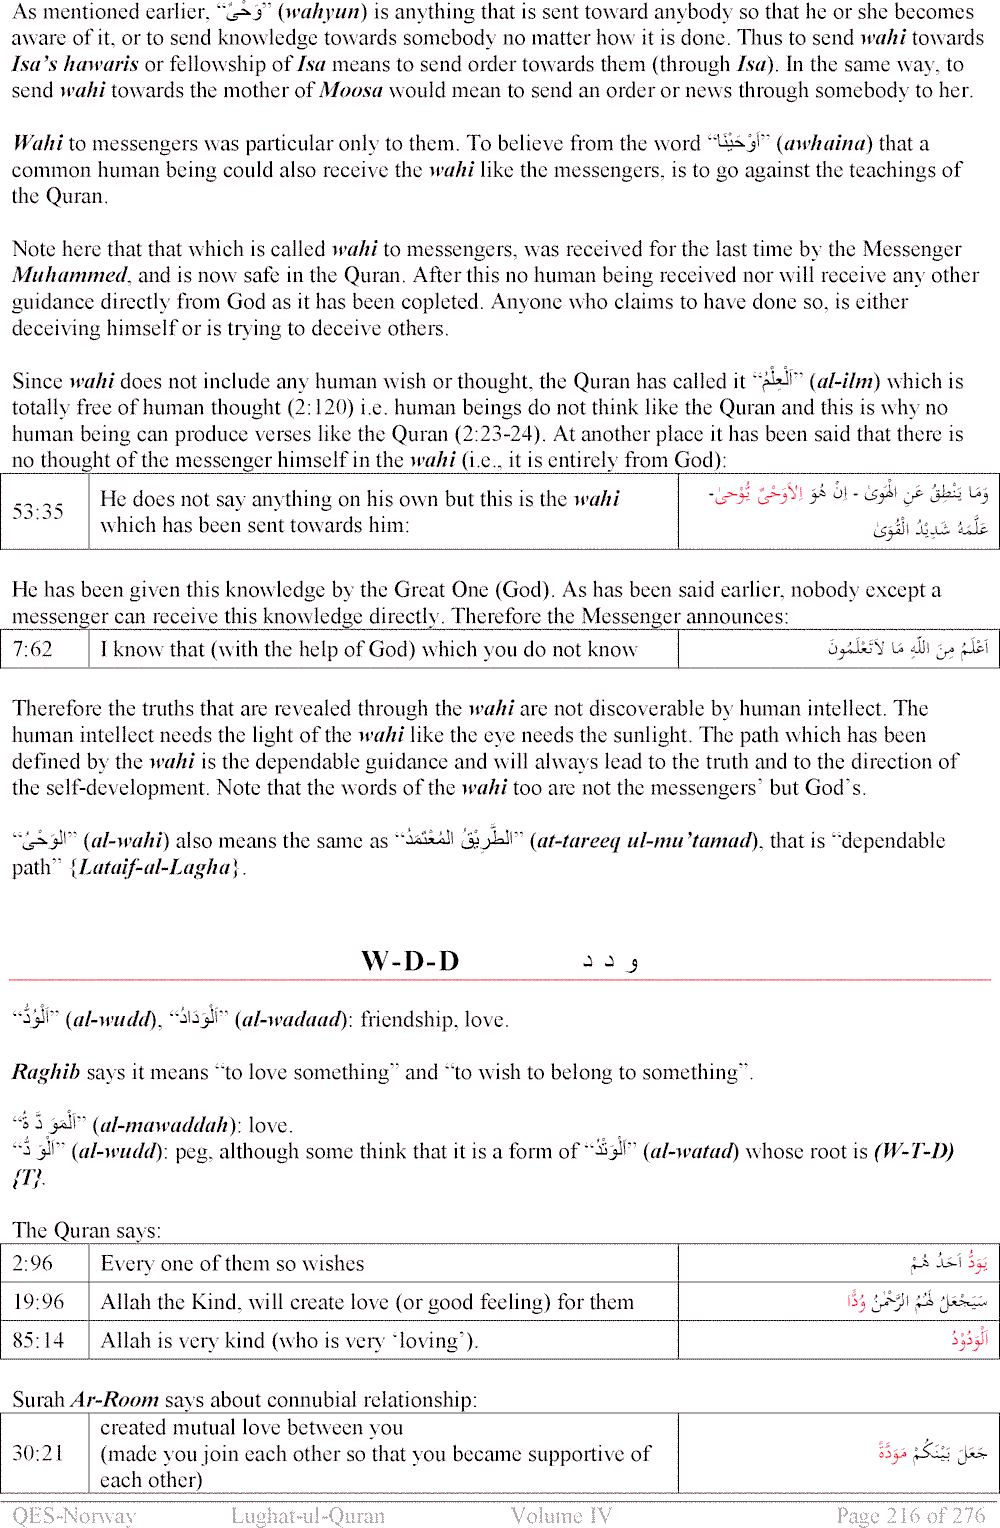 As mentioned earlier, “وَحْیٌ” (wahyun) is anything that is sent toward anybody so that he or she becomes
aware of it, or to send knowledge towards somebody no matter how it is done. Thus to send wahi towards
Isa’s hawaris or fellowship of Isa means to send order towards them (through Isa). In the same way, to
send wahi towards the mother of Moosa would mean to send an order or news through somebody to her.
Wahi to messengers was particular only to them. To believe from the word “اَوْحَیْنَا” (awhaina) that a
common human being could also receive the wahi like the messengers, is to go against the teachings of
the Quran.
Note here that that which is called wahi to messengers, was received for the last time by the Messenger
Muhammed, and is now safe in the Quran. After this no human being received nor will receive any other
guidance directly from God as it has been copleted. Anyone who claims to have done so, is either
deceiving himself or is trying to deceive others.
Since wahi does not include any human wish or thought, the Quran has called it “اَلْعِلْمُ” (al-ilm) which is
totally free of human thought (2:120) i.e. human beings do not think like the Quran and this is why no
human being can produce verses like the Quran (2:23-24). At another place it has been said that there is
no thought of the messenger himself in the wahi (i.e., it is entirely from God):
53:35
He does not say anything on his own but this is the wahi
which has been sent towards him:
وَمَا یَنْطِقُ عَنِ الْهَوَىٰ - اِنْ هُوَ اِلاَّوَحْیٌ یُّوْحىٰ-
عَلَّمَهُ شَدِیْدُ الْقُوَىٰ
He has been given this knowledge by the Great One (God). As has been said earlier, nobody except a
messenger can receive this knowledge directly. Therefore the Messenger announces:
7:62 I know that (with the help of God) which you do not know اَعْلَمُ مِنَ اللّٰهِ مَا لاَتَعْلَمُونَ
Therefore the truths that are revealed through the wahi are not discoverable by human intellect. The
human intellect needs the light of the wahi like the eye needs the sunlight. The path which has been
defined by the wahi is the dependable guidance and will always lead to the truth and to the direction of
the self-development. Note that the words of the wahi too are not the messengers’ but God’s.
“الوَحْیُ” (al-wahi) also means the same as “الطَّرِیْقُ المُعْتَمَدُ” (at-tareeq ul-mu’tamad), that is “dependable
path” {Lataif-al-Lagha}.
W-D-D و د د
“اَلْوُدُّ” (al-wudd), “اَلْوَدَادُ” (al-wadaad): friendship, love.
Raghib says it means “to love something” and “to wish to belong to something”.
“اَلْمَوَ دَّ ةُ” (al-mawaddah): love.
“اَلْوَ دُّ” (al-wudd): peg, although some think that it is a form of “اَلْوَتْدُ” (al-watad) whose root is (W-T-D)
{T}.
The Quran says:
2:96 Every one of them so wishes یَوَدُّ اَحَدُ هُمْ
19:96 Allah the Kind, will create love (or good feeling) for them سَیَجْعَلُ لَهُمُ الرَّحْمٰنُ وُدًّا
85:14 Allah is very kind (who is very ‘loving’). اَلْوَدُوْدُ
Surah Ar-Room says about connubial relationship:
30:21
created mutual love between you
(made you join each other so that you became supportive of
each other)
جَعَلَ بَیْنَكُمْ مَوَدَّةً
QES-Norway Lughat-ul-Quran Volume IV Page 216 of 276